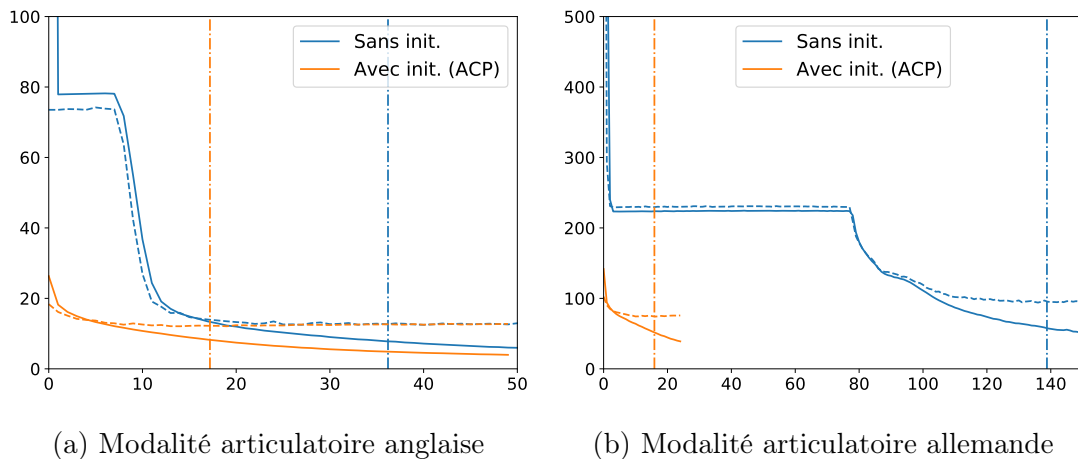 100
80
60
40
20
0
0 10 20 30 40 50
Sans init.
Avec init. (ACP)
(a) Modalité articulatoire anglaise
500
400
300
200
100
0
0 20 40 60 80 100 120 140
Sans init.
Avec init. (ACP)
(b) Modalité articulatoire allemande